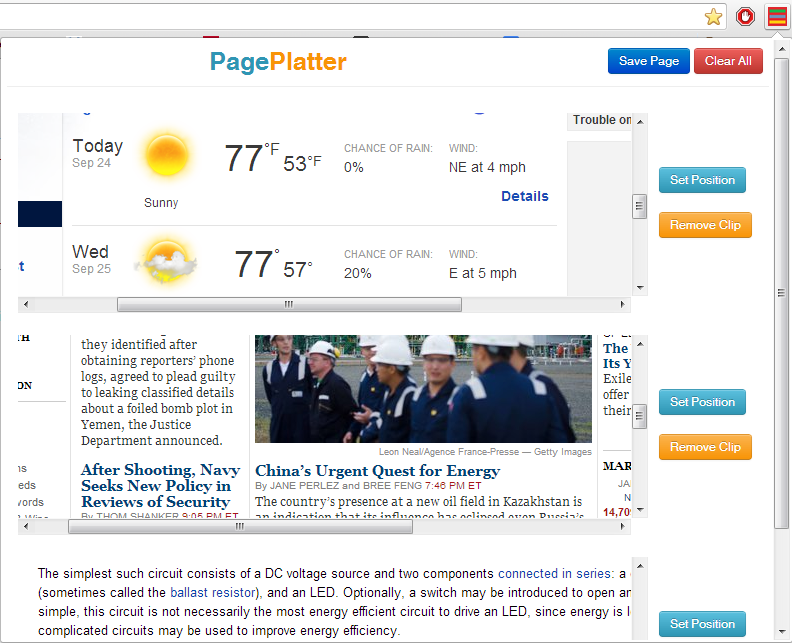 PagePlatter
Save Page
Clear All
Trouble on
Today
Sep 24
77°F 53°F
CHANCE OF RAIN:
0%
WIND:
NE at 4 mph
Sunny
Details
Set Position
Remove Clip
Wed
Sep 25
77° 57°
CHANCE OF RAIN:
20%
WIND:
E at 5 mph
they identified after
obtaining reporters' phone
logs, agreed to plead guilty
to leaking classified details
about a foiled bomb plot in
Yemen, the Justice
Department announced.
After Shooting, Navy
Seeks New Policy in
Reviews of Security
By THOM SHANKER 9:05 PM ET
Leon Neal/Agence France-Presse — Getty Images
China's Urgent Quest for Energy
By JANE PERLEZ and BREE FENG 7:46 PM ET
The country's presence at a new oil field in Kazakhstan is
an indication that its influence has eclipsed even Russia's
The
Its Y
Exile
offer
their
MAR
JA
N
14,70
ON
eds
vords
Set Position
Remove Clip
The simplest such circuit consists of a DC voltage source and two components connected in series: a
(sometimes called the ballast resistor), and an LED. Optionally, a switch may be introduced to open an
simple, this circuit is not necessarily the most energy efficient circuit to drive an LED, since energy is l
complicated circuits may be used to improve energy efficiency.
Set Position